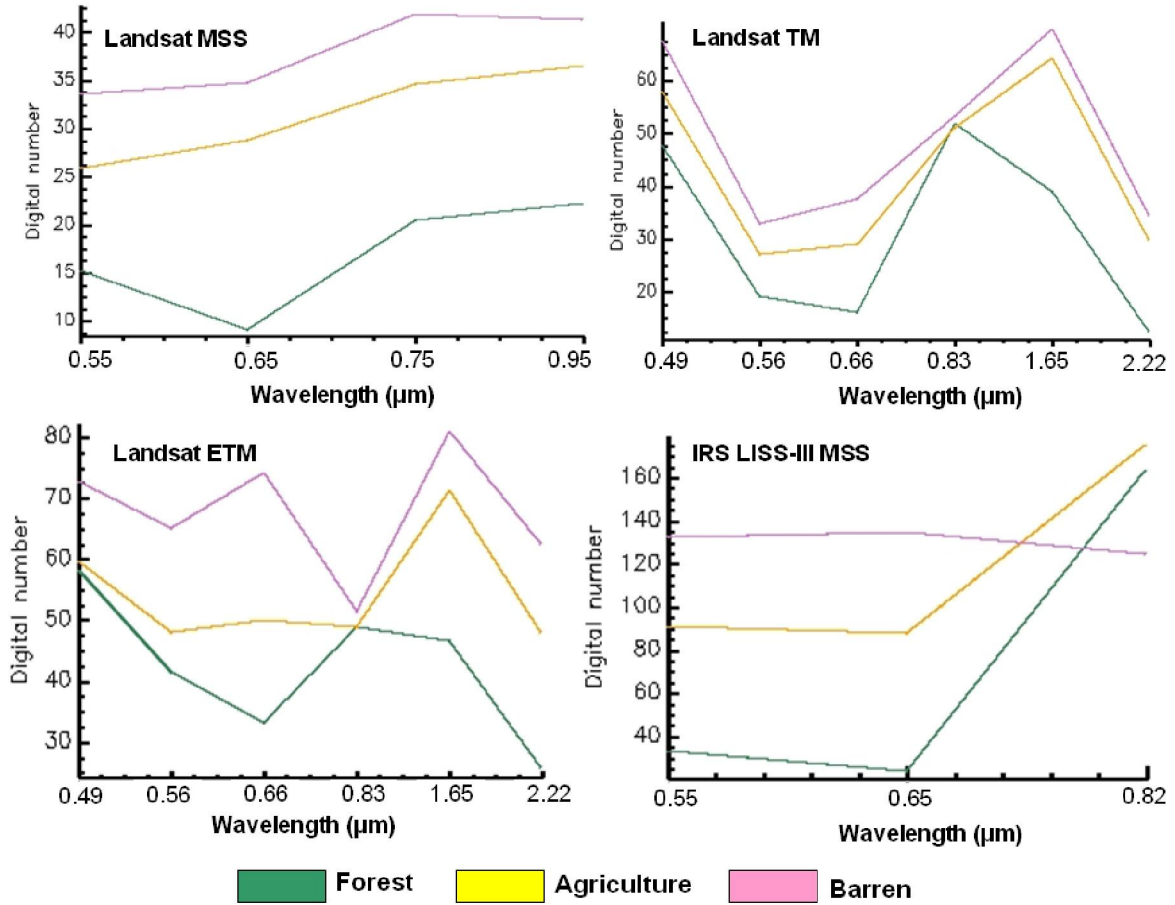 Landsat MSS
Digital number
40
35
30
25
20
15
10
0.55
0.65
0.75
0.95
Wavelength (µm)
Landsat TM
Digital number
60
50
40
30
20
0.49
0.56
0.66
0.83
1.65
2.22
Wavelength (µm)
Landsat ETM
Digital number
80
70
60
50
40
30
0.49
0.56
0.66
0.83
1.65
2.22
Wavelength (µm)
IRS LISS-III MSS
Digital number
160
140
120
100
80
60
40
0.55
0.65
0.82
Wavelength (µm)
Forest
Agriculture
Barren